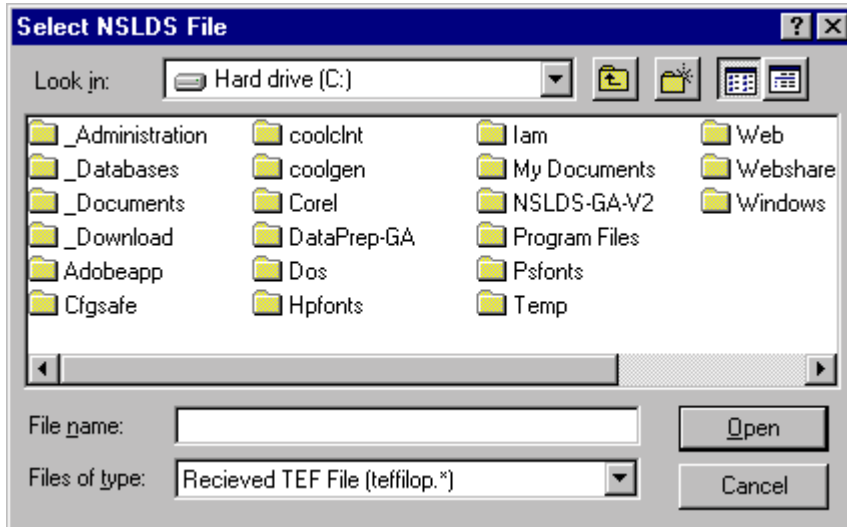 Select NSLDS File
Look in: Hard drive (C:)
_Administration coolclnt Iam Web
_Databases coolgen My Documents Webshare
_Documents Corel NSLDS-GA-V2 Windows
_Download DataPrep-GA Program Files
Adobeapp Dos Psfonts
Cfgsafe Hpfonts Temp
File name: Open
Files of type: Recieved TEF File (teffilop.*) Cancel